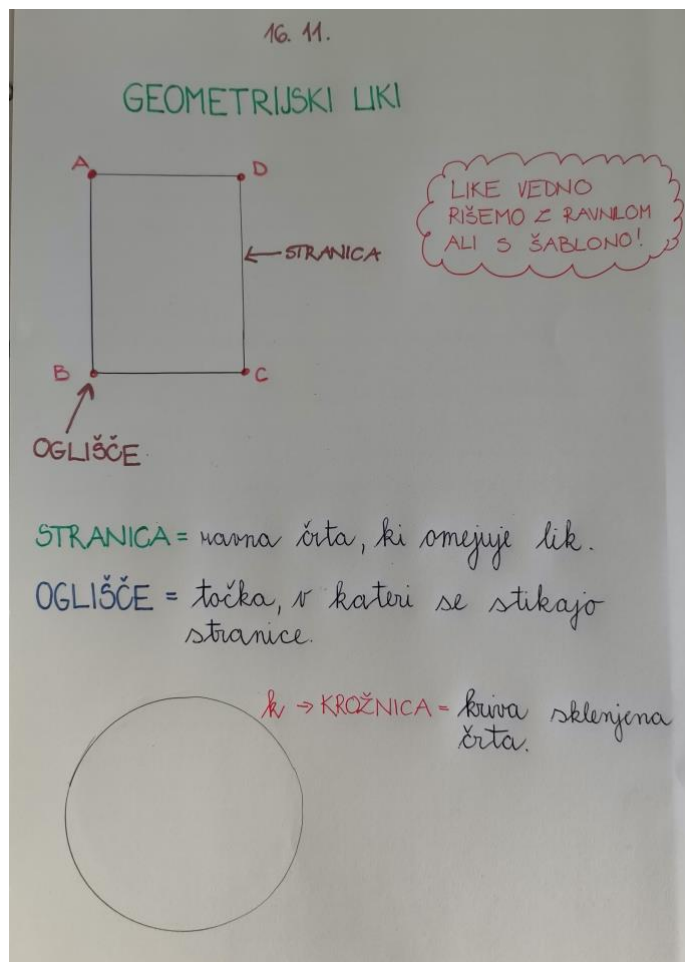 16. 11.
GEOMETRIJSKI LIKI
A
D
LIKE VEDNO
RIŠEMO Z RAVNILOM
ALI S ŠABLONO!
STRANICA
B
C
OGLIŠČE
STRANICA = ravna črta, ki omejuje lik.
OGLIŠČE = točka, v kateri se stikajo
stranice.
k → KROŽNICA = kriva sklenjena
črta.